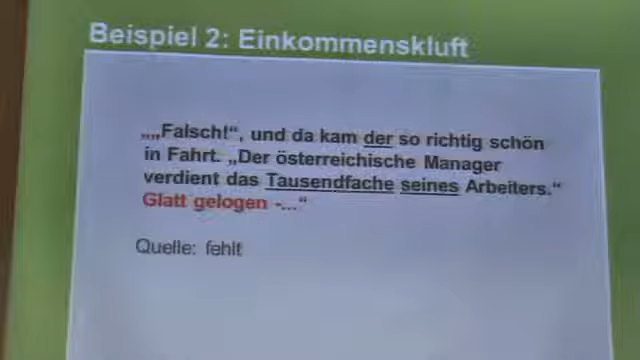 Beispiel 2: Einkommenskluft
„„Falsch!“, und da kam der so richtig schön
in Fahrt. „Der österreichische Manager
verdient das Tausendfache seines Arbeiters.“
Glatt gelogen -...“
Quelle: fehlt